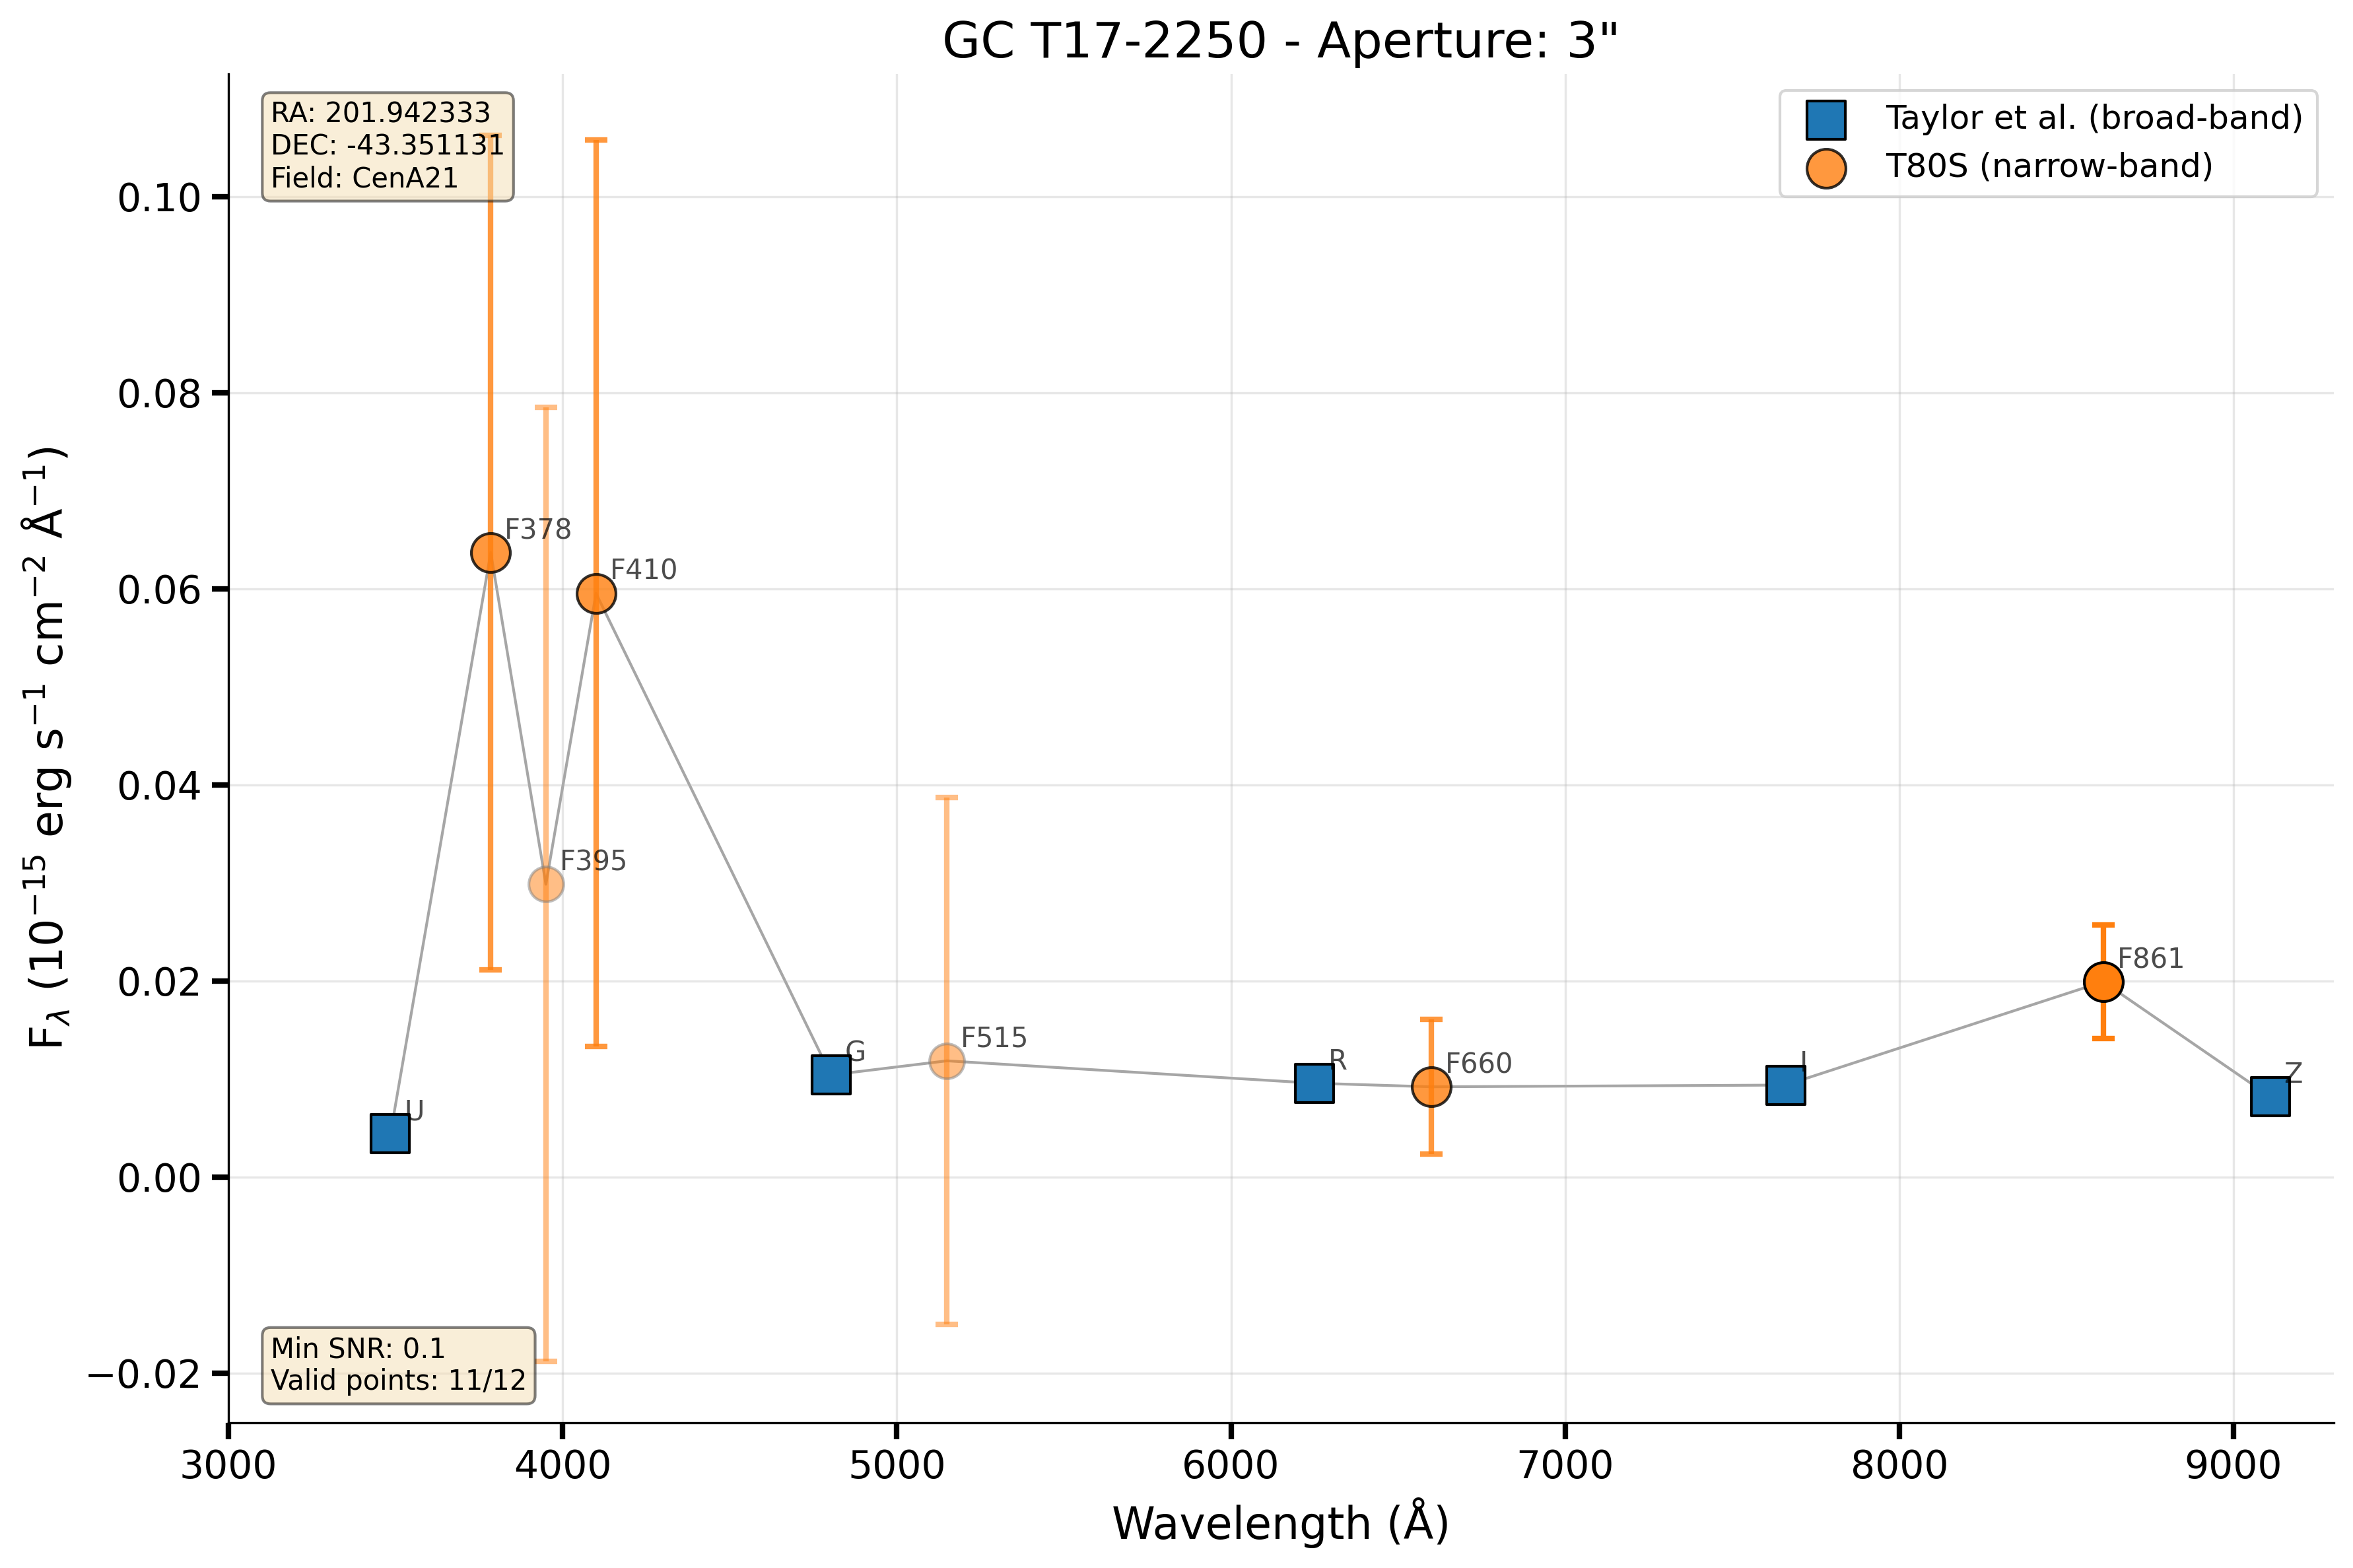 GC T17-2250 - Aperture: 3"
RA: 201.942333
DEC: -43.351131
Field: CenA21
Taylor et al. (broad-band)
T80S (narrow-band)
F_λ (10⁻¹⁵ erg s⁻¹ cm⁻² Å⁻¹)
0.10
0.08
0.06
0.04
0.02
0.00
−0.02
U
F378
F395
F410
G
F515
R
F660
I
F861
Z
Min SNR: 0.1
Valid points: 11/12
3000 4000 5000 6000 7000 8000 9000
Wavelength (Å)